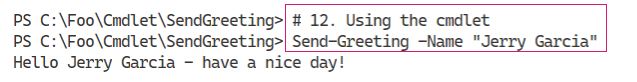 PS C:\Foo\Cmdlet\SendGreeting> # 12. Using the cmdlet
PS C:\Foo\Cmdlet\SendGreeting> Send-Greeting -Name "Jerry Garcia"
Hello Jerry Garcia - have a nice day!